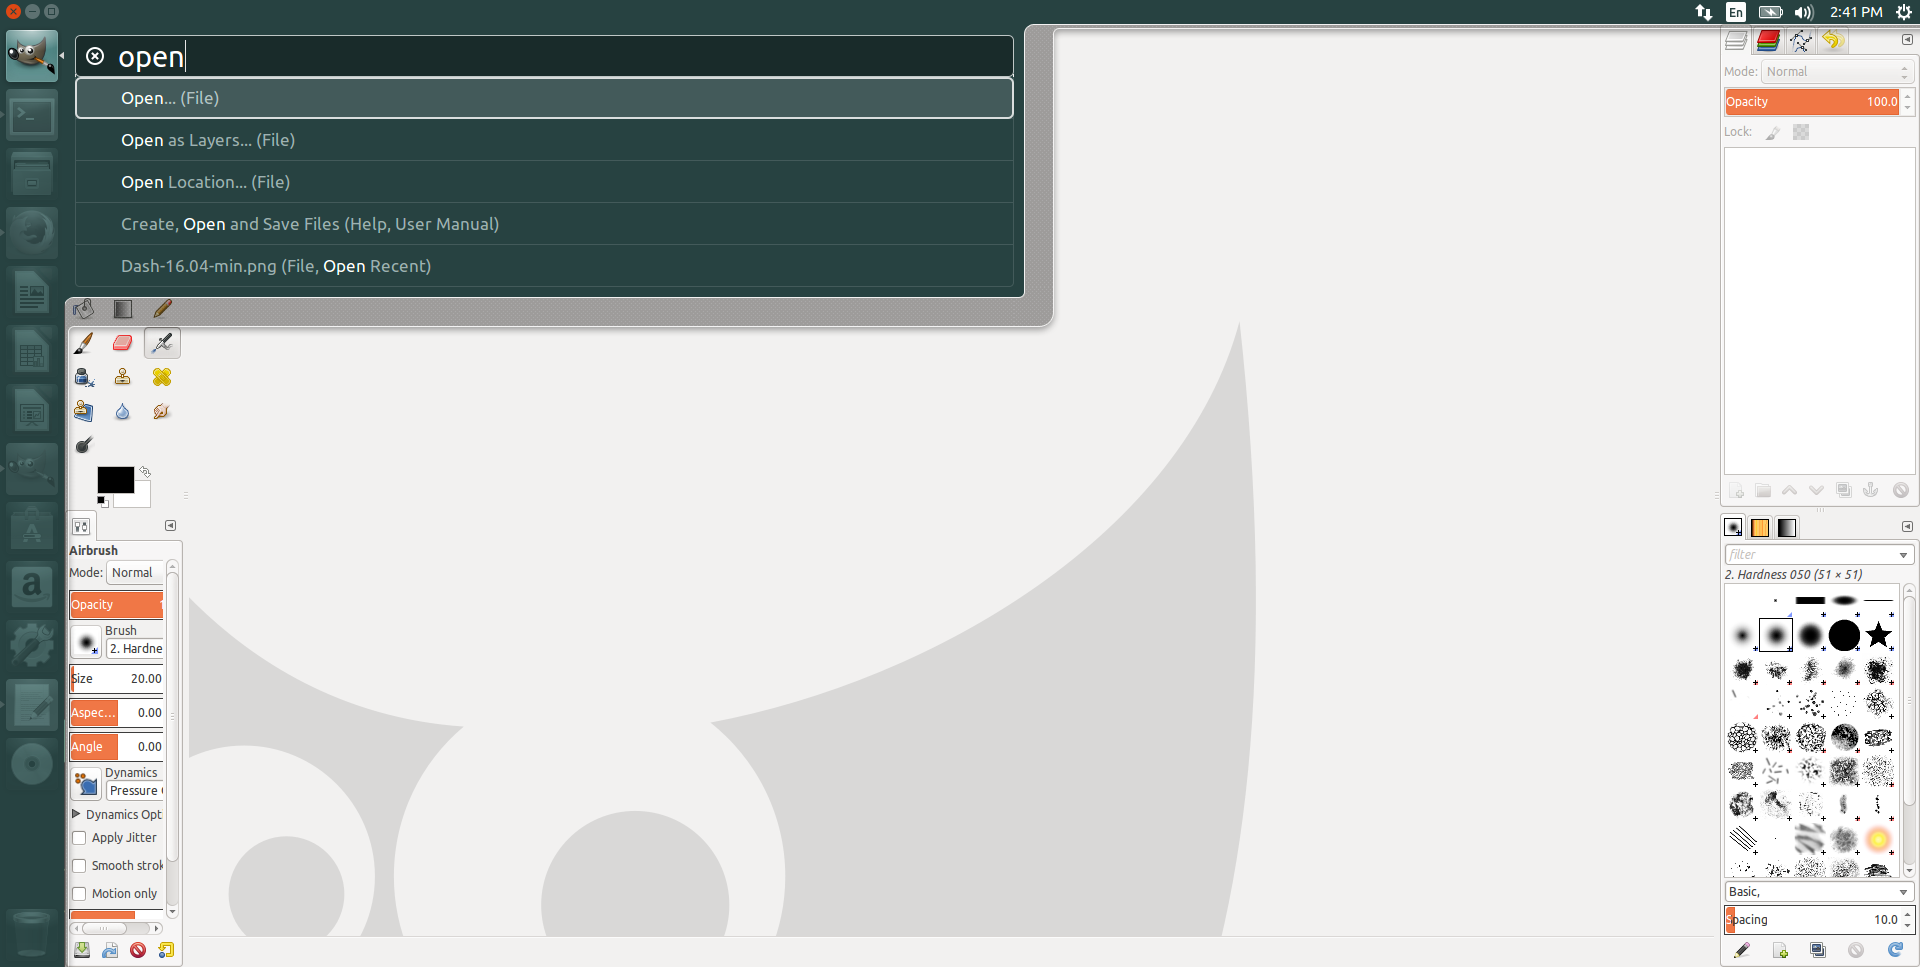 En
2:41 PM
open
Open... (File)
Open as Layers... (File)
Open Location... (File)
Create, Open and Save Files (Help, User Manual)
Dash-16.04-min.png (File, Open Recent)
Airbrush
Mode: Normal
Opacity 1
Brush
2. Hardne
Size 20.00
Aspec... 0.00
Angle 0.00
Dynamics
Pressure
Dynamics Opt
Apply Jitter
Smooth strok
Motion only
Mode: Normal
Opacity 100.0
Lock:
filter
2. Hardness 050 (51 × 51)
Basic,
Spacing 10.0